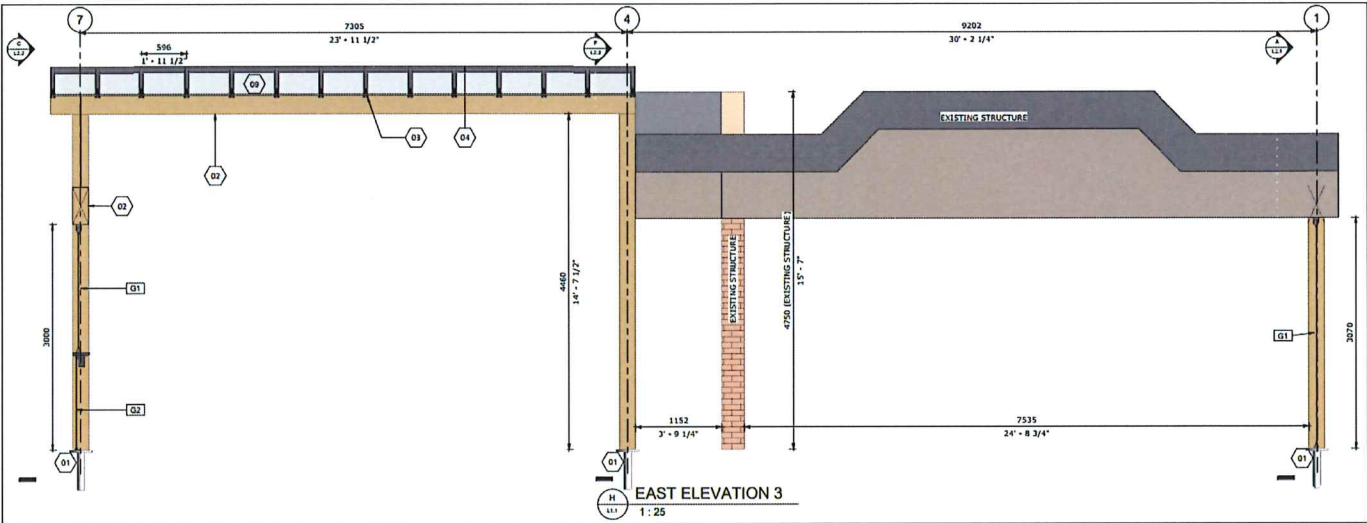 7
7305
23' - 11 1/2"
4
9202
30' - 2 1/4"
1
C
L2.2
596
1' - 11 1/2"
F
L2.2
A
L2.1
09
03
04
02
02
EXISTING STRUCTURE
4460
14' - 7 1/2"
EXISTING STRUCTURE
4750 (EXISTING STRUCTURE)
15' - 7"
G1
3000
G2
G1
3070
1152
3' - 9 1/4"
7535
24' - 8 3/4"
01
01
01
H
L1.1
EAST ELEVATION 3
1 : 25